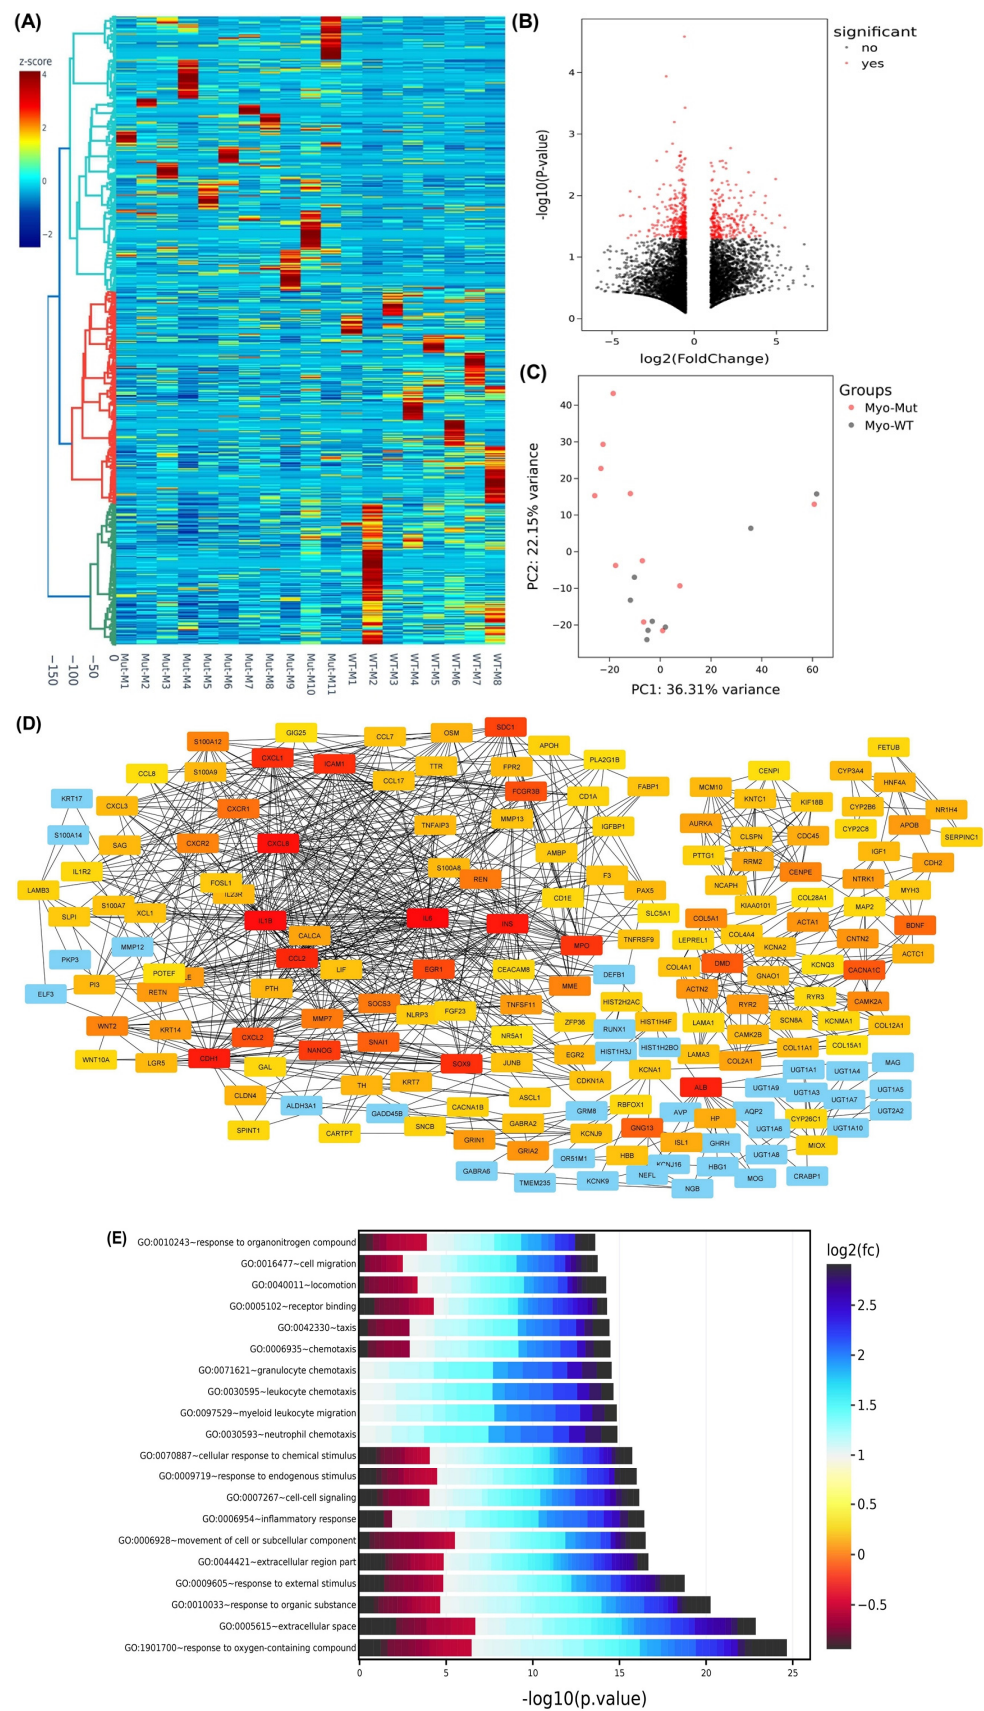 (A)
z-score
4
2
0
−2
−150
−100
−50
0
Mut-M1
Mut-M2
Mut-M3
Mut-M4
Mut-M5
Mut-M6
Mut-M7
Mut-M8
Mut-M9
Mut-M10
Mut-M11
WT-M1
WT-M2
WT-M3
WT-M4
WT-M5
WT-M6
WT-M7
WT-M8
(B)
significant
no
yes
-log10(P-value)
4
3
2
1
0
−5
0
5
log2(FoldChange)
(C)
Groups
Myo-Mut
Myo-WT
PC2: 22.15% variance
40
30
20
10
0
−10
−20
−20
0
20
40
60
PC1: 36.31% variance
(D)
GIG25
SDC1
S100A12
CCL7
OSM
APOH
CXCL1
ICAM1
TTR
FPR2
PLA2G1B
CCL8
S100A9
CCL17
FCGR3B
CD1A
FABP1
KRT17
CXCL3
CXCR1
MMP13
TNFAIP3
IGFBP1
S100A14
SAG
CXCR2
CXCL8
AMBP
IL1R2
S100A8
REN
F3
LAMB3
FOSL1
IL23R
CD1E
PAX5
S100A7
XCL1
SLPI
IL1B
IL6
INS
SLC5A1
CALCA
MMP12
MPO
TNFRSF9
PKP3
CCL2
LIF
EGR1
CEACAM8
DEFB1
POTEF
LE
PI3
RETN
PTH
MME
ELF3
SOCS3
TNFSF11
HIST2H2AC
MMP7
NLRP3
FGF23
ZFP36
WNT2
KRT14
CXCL2
SNAI1
NR5A1
RUNX1
HIST1H4F
NANOG
HIST1H3J
HIST1H2BO
WNT10A
LGR5
CDH1
GAL
SOX9
JUNB
EGR2
KCNA1
TH
KRT7
CDKN1A
CLDN4
ALDH3A1
GADD45B
CACNA1B
ASCL1
GRM8
RBFOX1
SPINT1
CARTPT
SNCB
GABRA2
KCNJ9
GRIN1
GRIA2
OR51M1
GABRA6
TMEM235
KCNK9
FETUB
CENPI
CYP3A4
HNF4A
MCM10
KNTC1
KIF18B
CYP2B6
NR1H4
AURKA
CLSPN
CDC45
CYP2C8
APOB
SERPINC1
PTTG1
RRM2
CENPE
IGF1
CDH2
NCAPH
NTRK1
MYH3
KIAA0101
COL28A1
MAP2
COL5A1
ACTA1
BDNF
LEPREL1
COL4A4
KCNA2
CNTN2
ACTC1
COL4A1
DMD
GNAO1
KCNQ3
CACNA1C
ACTN2
RYR2
RYR3
CAMK2A
LAMA1
CAMK2B
SCN8A
KCNMA1
COL12A1
LAMA3
COL2A1
COL11A1
COL15A1
UGT1A1
UGT1A4
MAG
ALB
UGT1A9
UGT1A3
UGT1A5
UGT1A7
AVP
HP
AQP2
CYP26C1
UGT2A2
GNG13
UGT1A6
UGT1A10
ISL1
GHRH
MIOX
HBB
UGT1A8
KCNJ16
HBG1
NEFL
MOG
CRABP1
NGB
(E)
GO:0010243~response to organonitrogen compound
GO:0016477~cell migration
GO:0040011~locomotion
GO:0005102~receptor binding
GO:0042330~taxis
GO:0006935~chemotaxis
GO:0071621~granulocyte chemotaxis
GO:0030595~leukocyte chemotaxis
GO:0097529~myeloid leukocyte migration
GO:0030593~neutrophil chemotaxis
GO:0070887~cellular response to chemical stimulus
GO:0009719~response to endogenous stimulus
GO:0007267~cell-cell signaling
GO:0006954~inflammatory response
GO:0006928~movement of cell or subcellular component
GO:0044421~extracellular region part
GO:0009605~response to external stimulus
GO:0010033~response to organic substance
GO:0005615~extracellular space
GO:1901700~response to oxygen-containing compound
0
5
10
15
20
25
-log10(p.value)
log2(fc)
2.5
2
1.5
1
0.5
0
−0.5